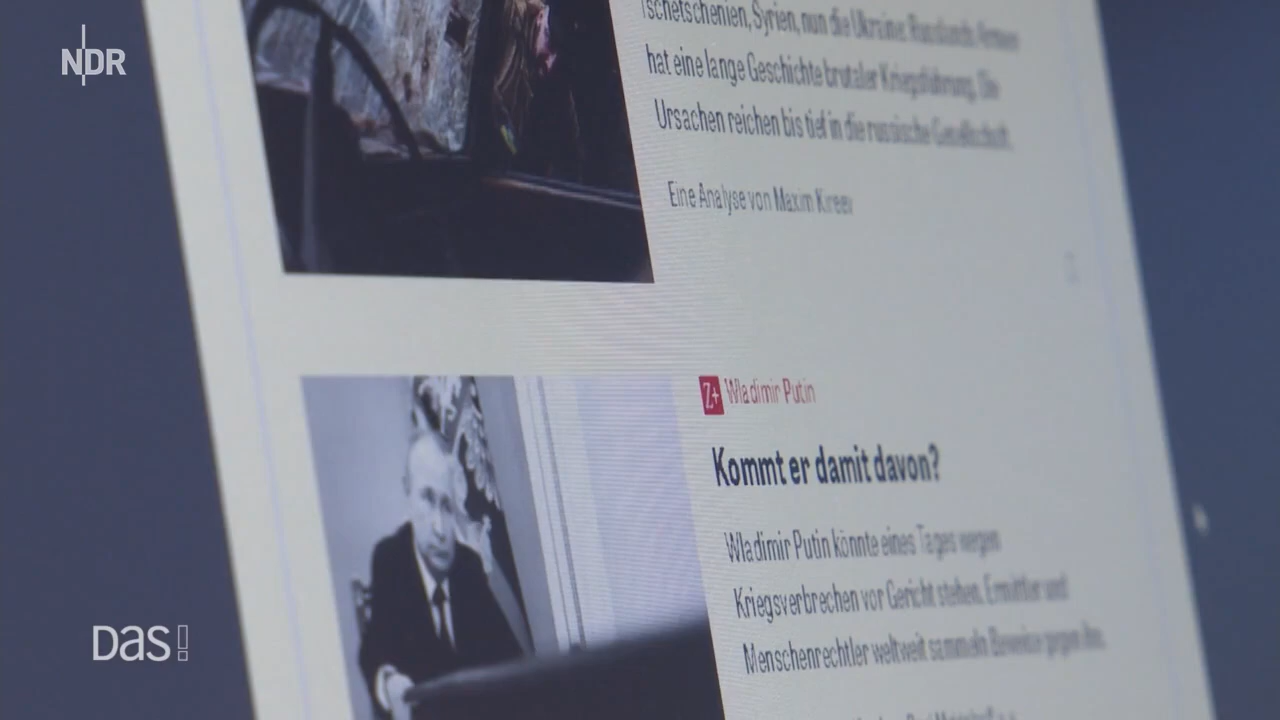 NDR
Tschetschenien, Syrien, nun die Ukraine: Russlands Armee
hat eine lange Geschichte brutaler Kriegsführung. Die
Ursachen reichen bis tief in die russische Gesellschaft.
Eine Analyse von Maxim Kireev
Z+ Wladimir Putin
Kommt er damit davon?
Wladimir Putin könnte eines Tages wegen
Kriegsverbrechen vor Gericht stehen. Ermittler und
Menschenrechtler weltweit sammeln Beweise gegen ihn.
DAS!